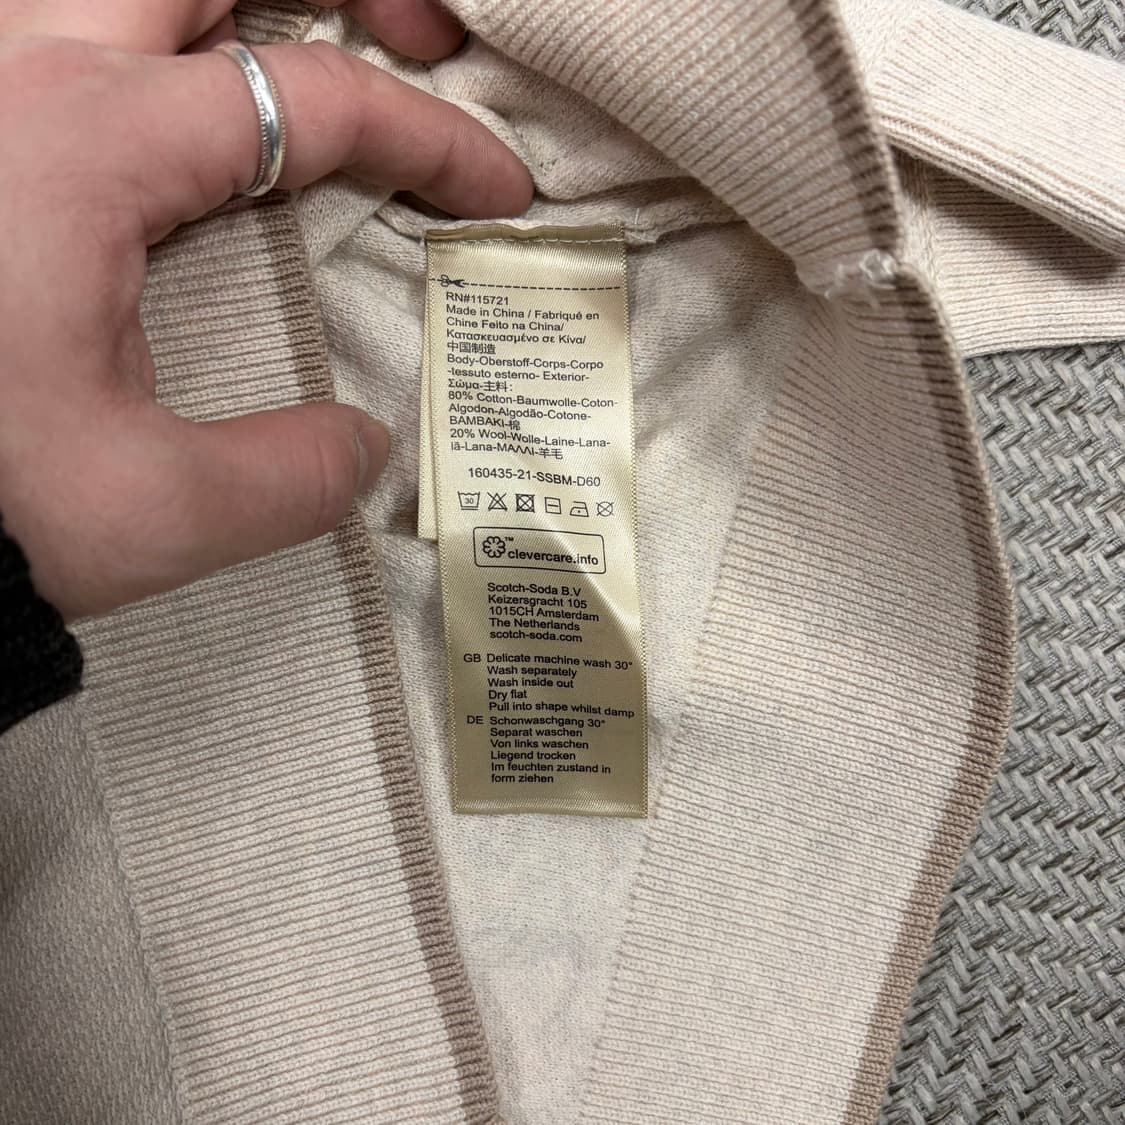 RN#115721
Made in China / Fabriqué en
Chine Feito na China/
Κατασκευασμένο σε Κίνα/
中国制造
Body-Oberstoff-Corps-Corpo
-tessuto esterno- Exterior-
Σώμα-主料:
80% Cotton-Baumwolle-Coton-
Algodon-Algodão-Cotone-
BAMBAKI-棉
20% Wool-Wolle-Laine-Lana-
lã-Lana-ΜΑΛΛΙ-羊毛
160435-21-SSBM-D60
30
™
clevercare.info
Scotch-Soda B.V
Keizersgracht 105
1015CH Amsterdam
The Netherlands
scotch-soda.com
GB Delicate machine wash 30°
Wash separately
Wash inside out
Dry flat
Pull into shape whilst damp
DE Schonwaschgang 30°
Separat waschen
Von links waschen
Liegend trocken
Im feuchten zustand in
form ziehen